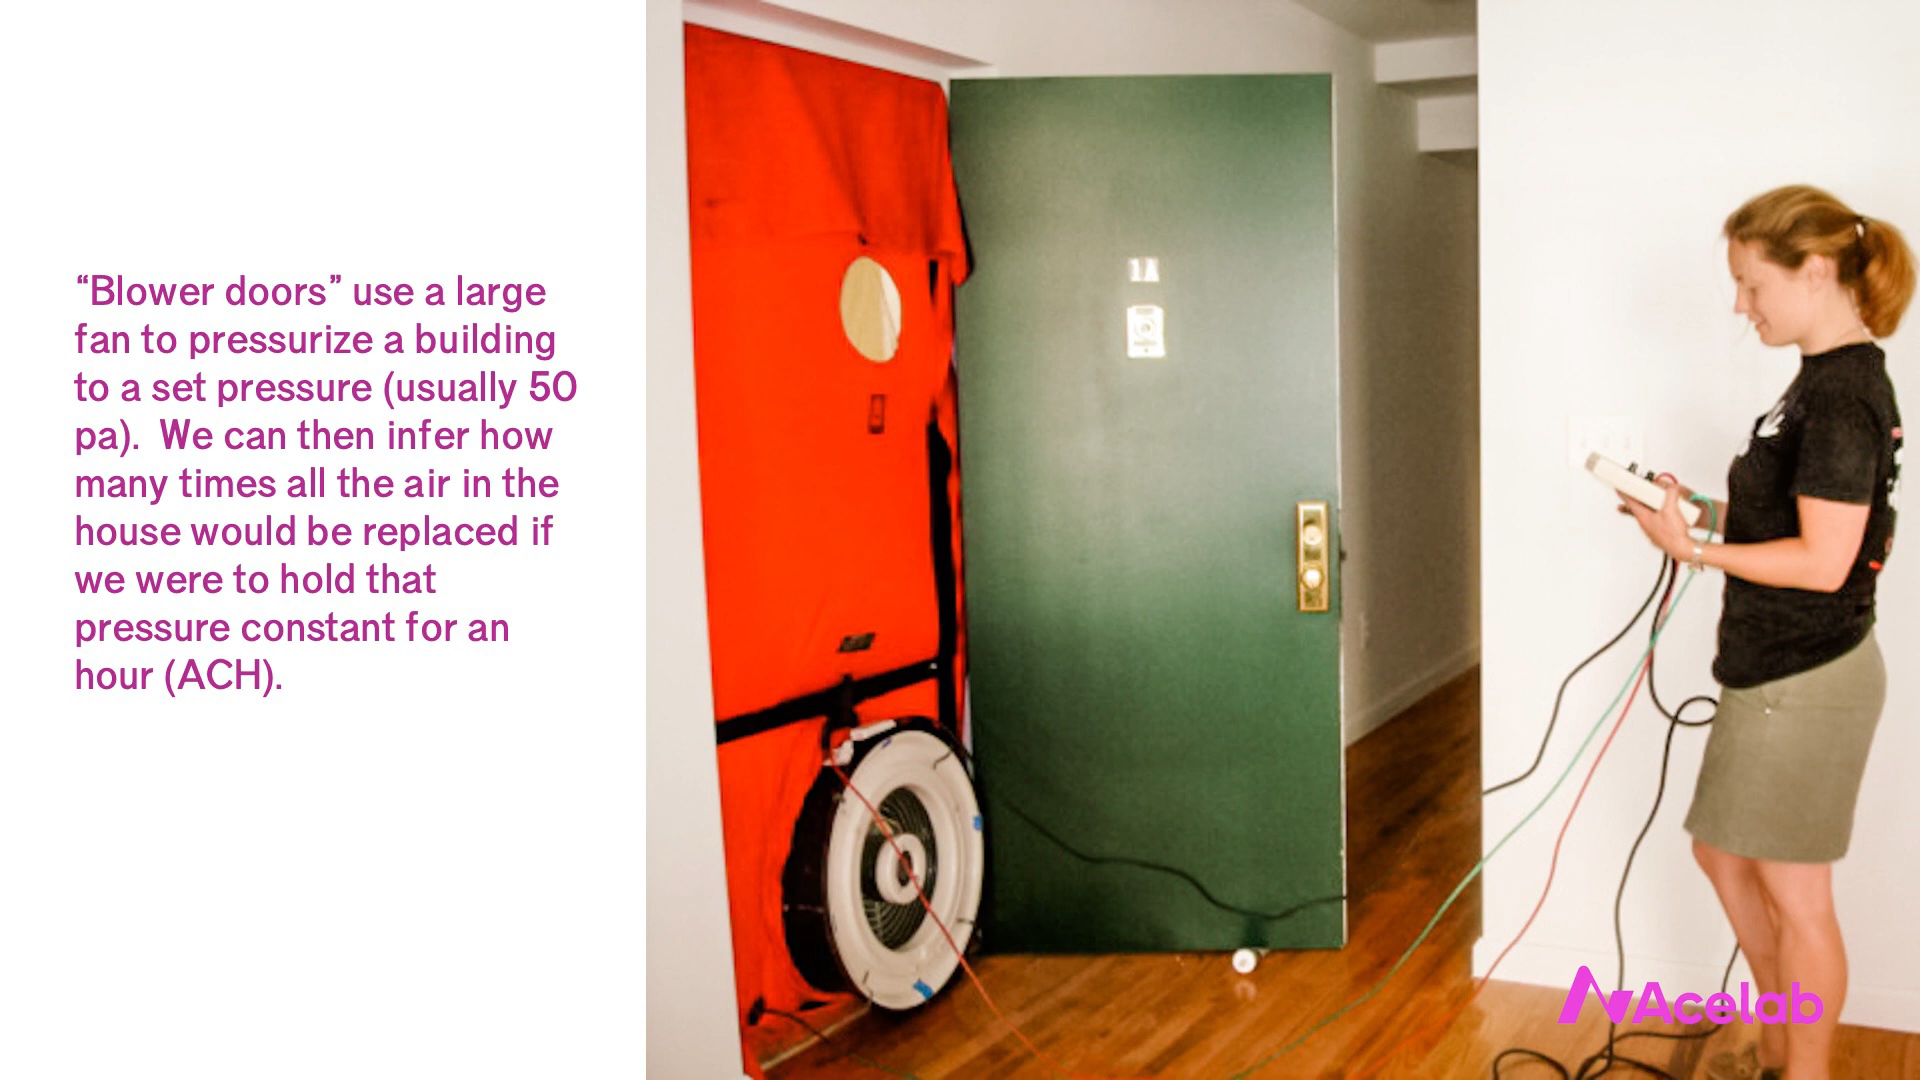 “Blower doors” use a large
fan to pressurize a building
to a set pressure (usually 50
pa).  We can then infer how
many times all the air in the
house would be replaced if
we were to hold that
pressure constant for an
hour (ACH).
1A
Acelab